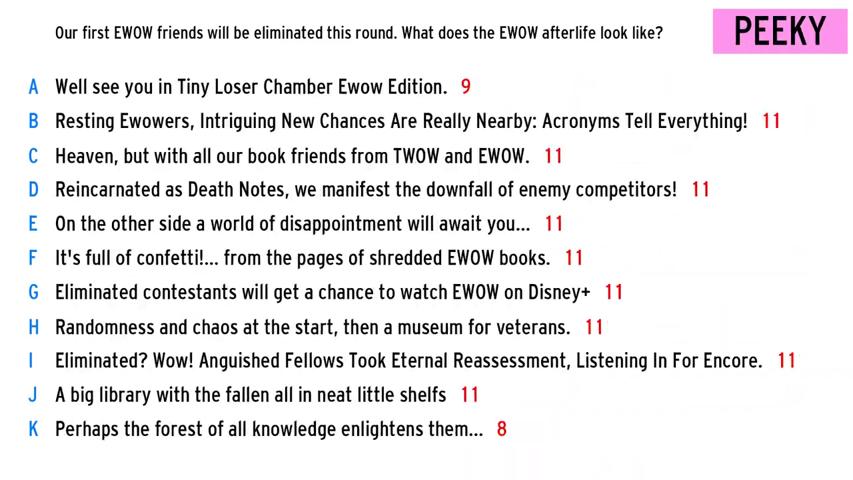 Our first EWOW friends will be eliminated this round. What does the EWOW afterlife look like?
PEEKY
A Well see you in Tiny Loser Chamber Ewow Edition. 9
B Resting Ewowers, Intriguing New Chances Are Really Nearby: Acronyms Tell Everything! 11
C Heaven, but with all our book friends from TWOW and EWOW. 11
D Reincarnated as Death Notes, we manifest the downfall of enemy competitors! 11
E On the other side a world of disappointment will await you... 11
F It's full of confetti!... from the pages of shredded EWOW books. 11
G Eliminated contestants will get a chance to watch EWOW on Disney+ 11
H Randomness and chaos at the start, then a museum for veterans. 11
I Eliminated? Wow! Anguished Fellows Took Eternal Reassessment, Listening In For Encore. 11
J A big library with the fallen all in neat little shelfs 11
K Perhaps the forest of all knowledge enlightens them... 8